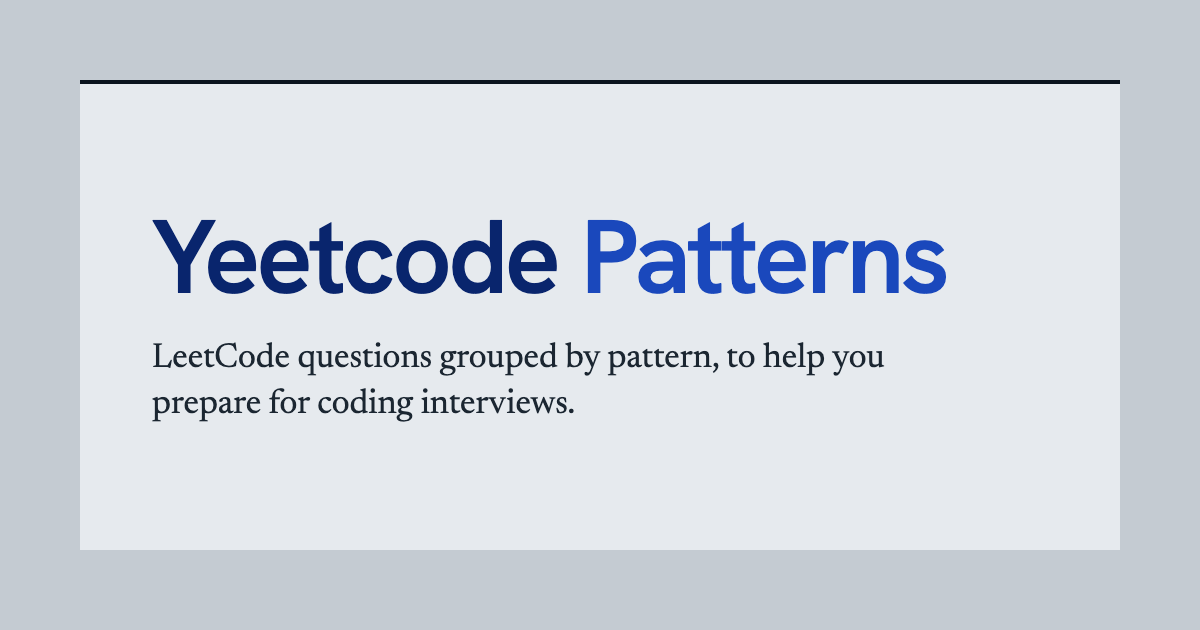 Yeetcode Patterns
LeetCode questions grouped by pattern, to help you
prepare for coding interviews.